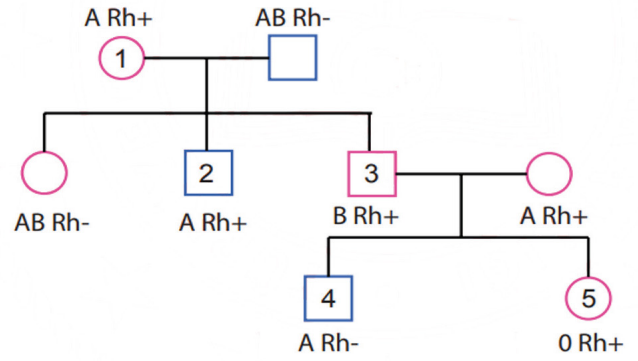 A Rh+
AB Rh-
1
2
3
AB Rh-
A Rh+
B Rh+
A Rh+
4
5
A Rh-
0 Rh+